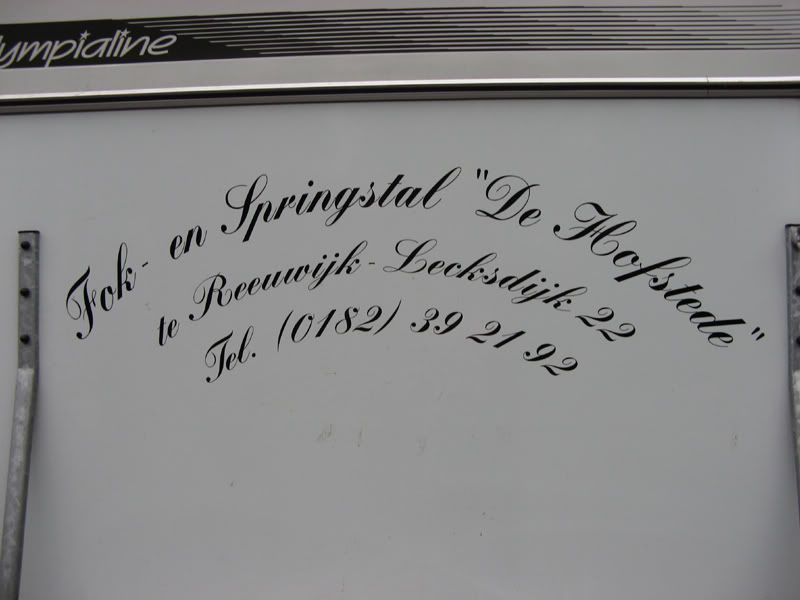 lympialine
Fok- en Springstal "De Hofstede"
te Reeuwijk - Lecksdijk 22
Tel. (0182) 39 21 92